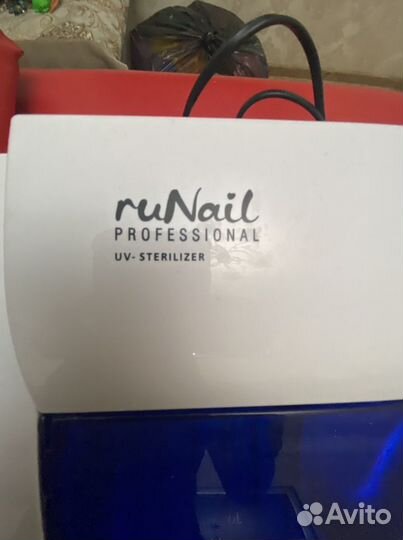 ruNail
PROFESSIONAL
UV- STERILIZER
Avito